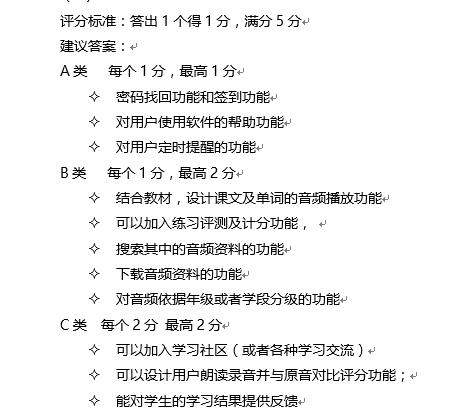 评分标准：答出1个得1分，满分5分
建议答案：
A类 每个1分，最高1分
✧ 密码找回功能和签到功能
✧ 对用户使用软件的帮助功能
✧ 对用户定时提醒的功能
B类 每个1分，最高2分
✧ 结合教材，设计课文及单词的音频播放功能
✧ 可以加入练习评测及计分功能，
✧ 搜索其中的音频资料的功能
✧ 下载音频资料的功能
✧ 对音频依据年级或者学段分级的功能
C类 每个2分 最高2分
✧ 可以加入学习社区（或者各种学习交流）
✧ 可以设计用户朗读录音并与原音对比评分功能；
✧ 能对学生的学习结果提供反馈